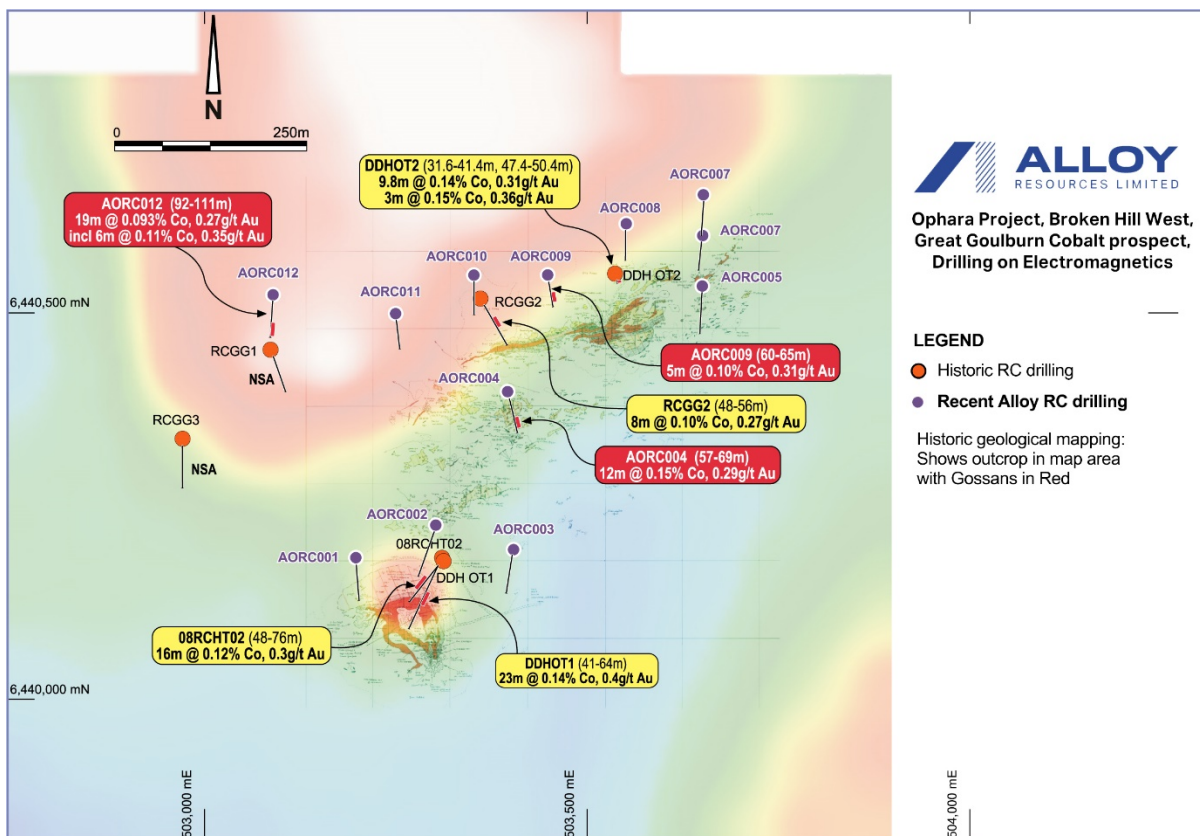 N
0 250m
DDHOT2 (31.6-41.4m, 47.4-50.4m)
9.8m @ 0.14% Co, 0.31g/t Au
3m @ 0.15% Co, 0.36g/t Au
AORC012 (92-111m)
19m @ 0.093% Co, 0.27g/t Au
incl 6m @ 0.11% Co, 0.35g/t Au
AORC007
AORC008
AORC007
AORC010
AORC009
AORC012
DDH OT2
AORC005
AORC011
RCGG2
6,440,500 mN
RCGG1
NSA
AORC009 (60-65m)
5m @ 0.10% Co, 0.31g/t Au
AORC004
RCGG2 (48-56m)
8m @ 0.10% Co, 0.27g/t Au
RCGG3
NSA
AORC004 (57-69m)
12m @ 0.15% Co, 0.29g/t Au
AORC002
AORC003
08RCHT02
AORC001
DDH OT1
08RCHT02 (48-76m)
16m @ 0.12% Co, 0.3g/t Au
DDHOT1 (41-64m)
23m @ 0.14% Co, 0.4g/t Au
6,440,000 mN
503,000 mE
503,500 mE
504,000 mE
ALLOY
RESOURCES LIMITED
Ophara Project, Broken Hill West,
Great Goulburn Cobalt prospect,
Drilling on Electromagnetics
LEGEND
Historic RC drilling
Recent Alloy RC drilling
Historic geological mapping:
Shows outcrop in map area
with Gossans in Red